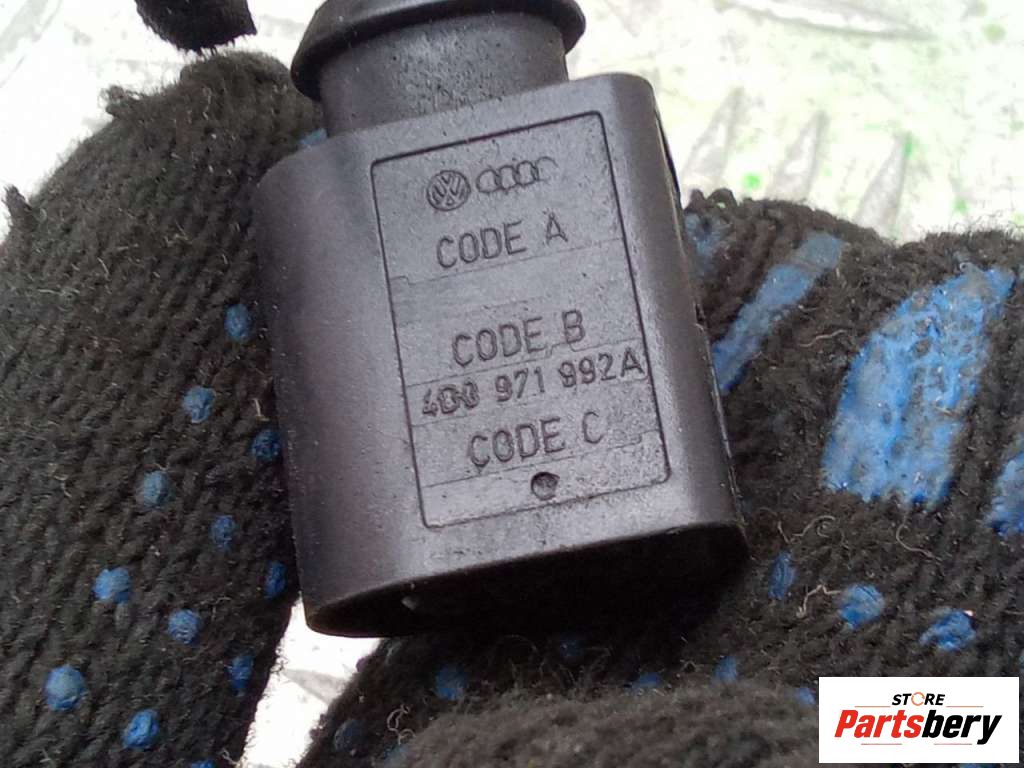 CODE A
CODE B
4D0 971 992A
CODE C
STORE
Partsbery